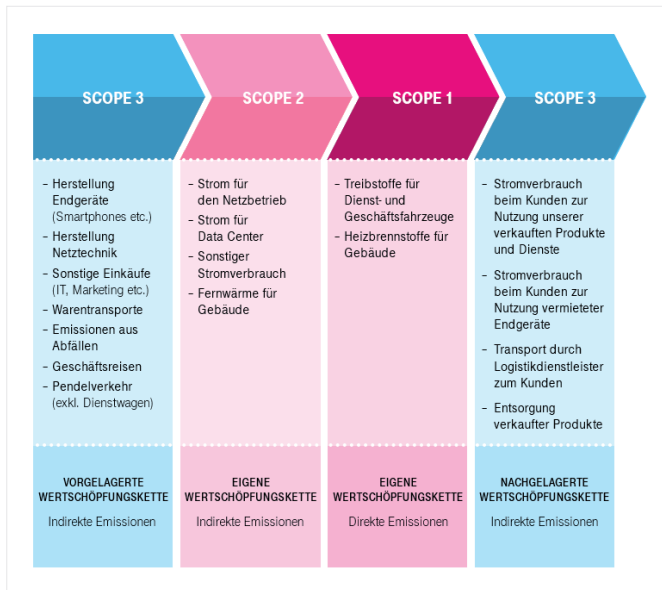 SCOPE 3
– Herstellung
Endgeräte
(Smartphones etc.)
– Herstellung
Netztechnik
– Sonstige Einkäufe
(IT, Marketing etc.)
– Warentransporte
– Emissionen aus
Abfällen
– Geschäftsreisen
– Pendelverkehr
(exkl. Dienstwagen)
VORGELAGERTE
WERTSCHÖPFUNGSKETTE
Indirekte Emissionen
SCOPE 2
– Strom für
den Netzbetrieb
– Strom für
Data Center
– Sonstiger
Stromverbrauch
– Fernwärme für
Gebäude
EIGENE
WERTSCHÖPFUNGSKETTE
Indirekte Emissionen
SCOPE 1
– Treibstoffe für
Dienst- und
Geschäftsfahrzeuge
– Heizbrennstoffe für
Gebäude
EIGENE
WERTSCHÖPFUNGSKETTE
Direkte Emissionen
SCOPE 3
– Stromverbrauch
beim Kunden zur
Nutzung unserer
verkauften Produkte
und Dienste
– Stromverbrauch
beim Kunden zur
Nutzung vermieteter
Endgeräte
– Transport durch
Logistikdienstleister
zum Kunden
– Entsorgung
verkaufter Produkte
NACHGELAGERTE
WERTSCHÖPFUNGSKETTE
Indirekte Emissionen